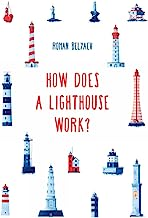 ROMAN BELYAEV
HOW DOES
A LIGHTHOUSE
WORK?